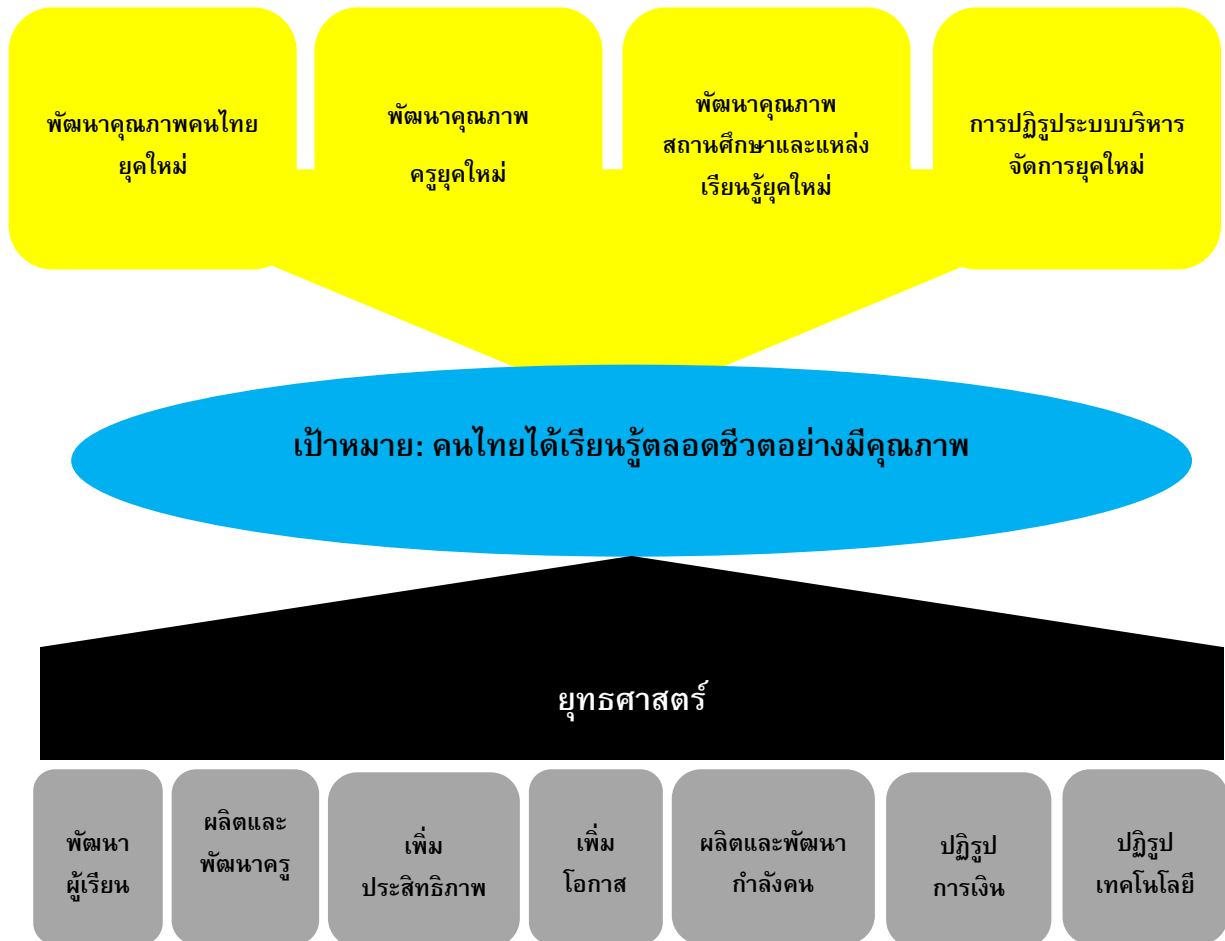 พัฒนาคุณภาพคนไทย
ยุคใหม่
พัฒนาคุณภาพ
ครูยุคใหม่
พัฒนาคุณภาพ
สถานศึกษาและแหล่ง
เรียนรู้ยุคใหม่
การปฏิรูประบบบริหาร
จัดการยุคใหม่
เป้าหมาย: คนไทยได้เรียนรู้ตลอดชีวตอย่างมีคุณภาพ
ยุทธศาสตร์
พัฒนา
ผู้เรียน
ผลิตและ
พัฒนาครู
เพิ่ม
ประสิทธิภาพ
เพิ่ม
โอกาส
ผลิตและพัฒนา
กำลังคน
ปฏิรูป
การเงิน
ปฏิรูป
เทคโนโลยี